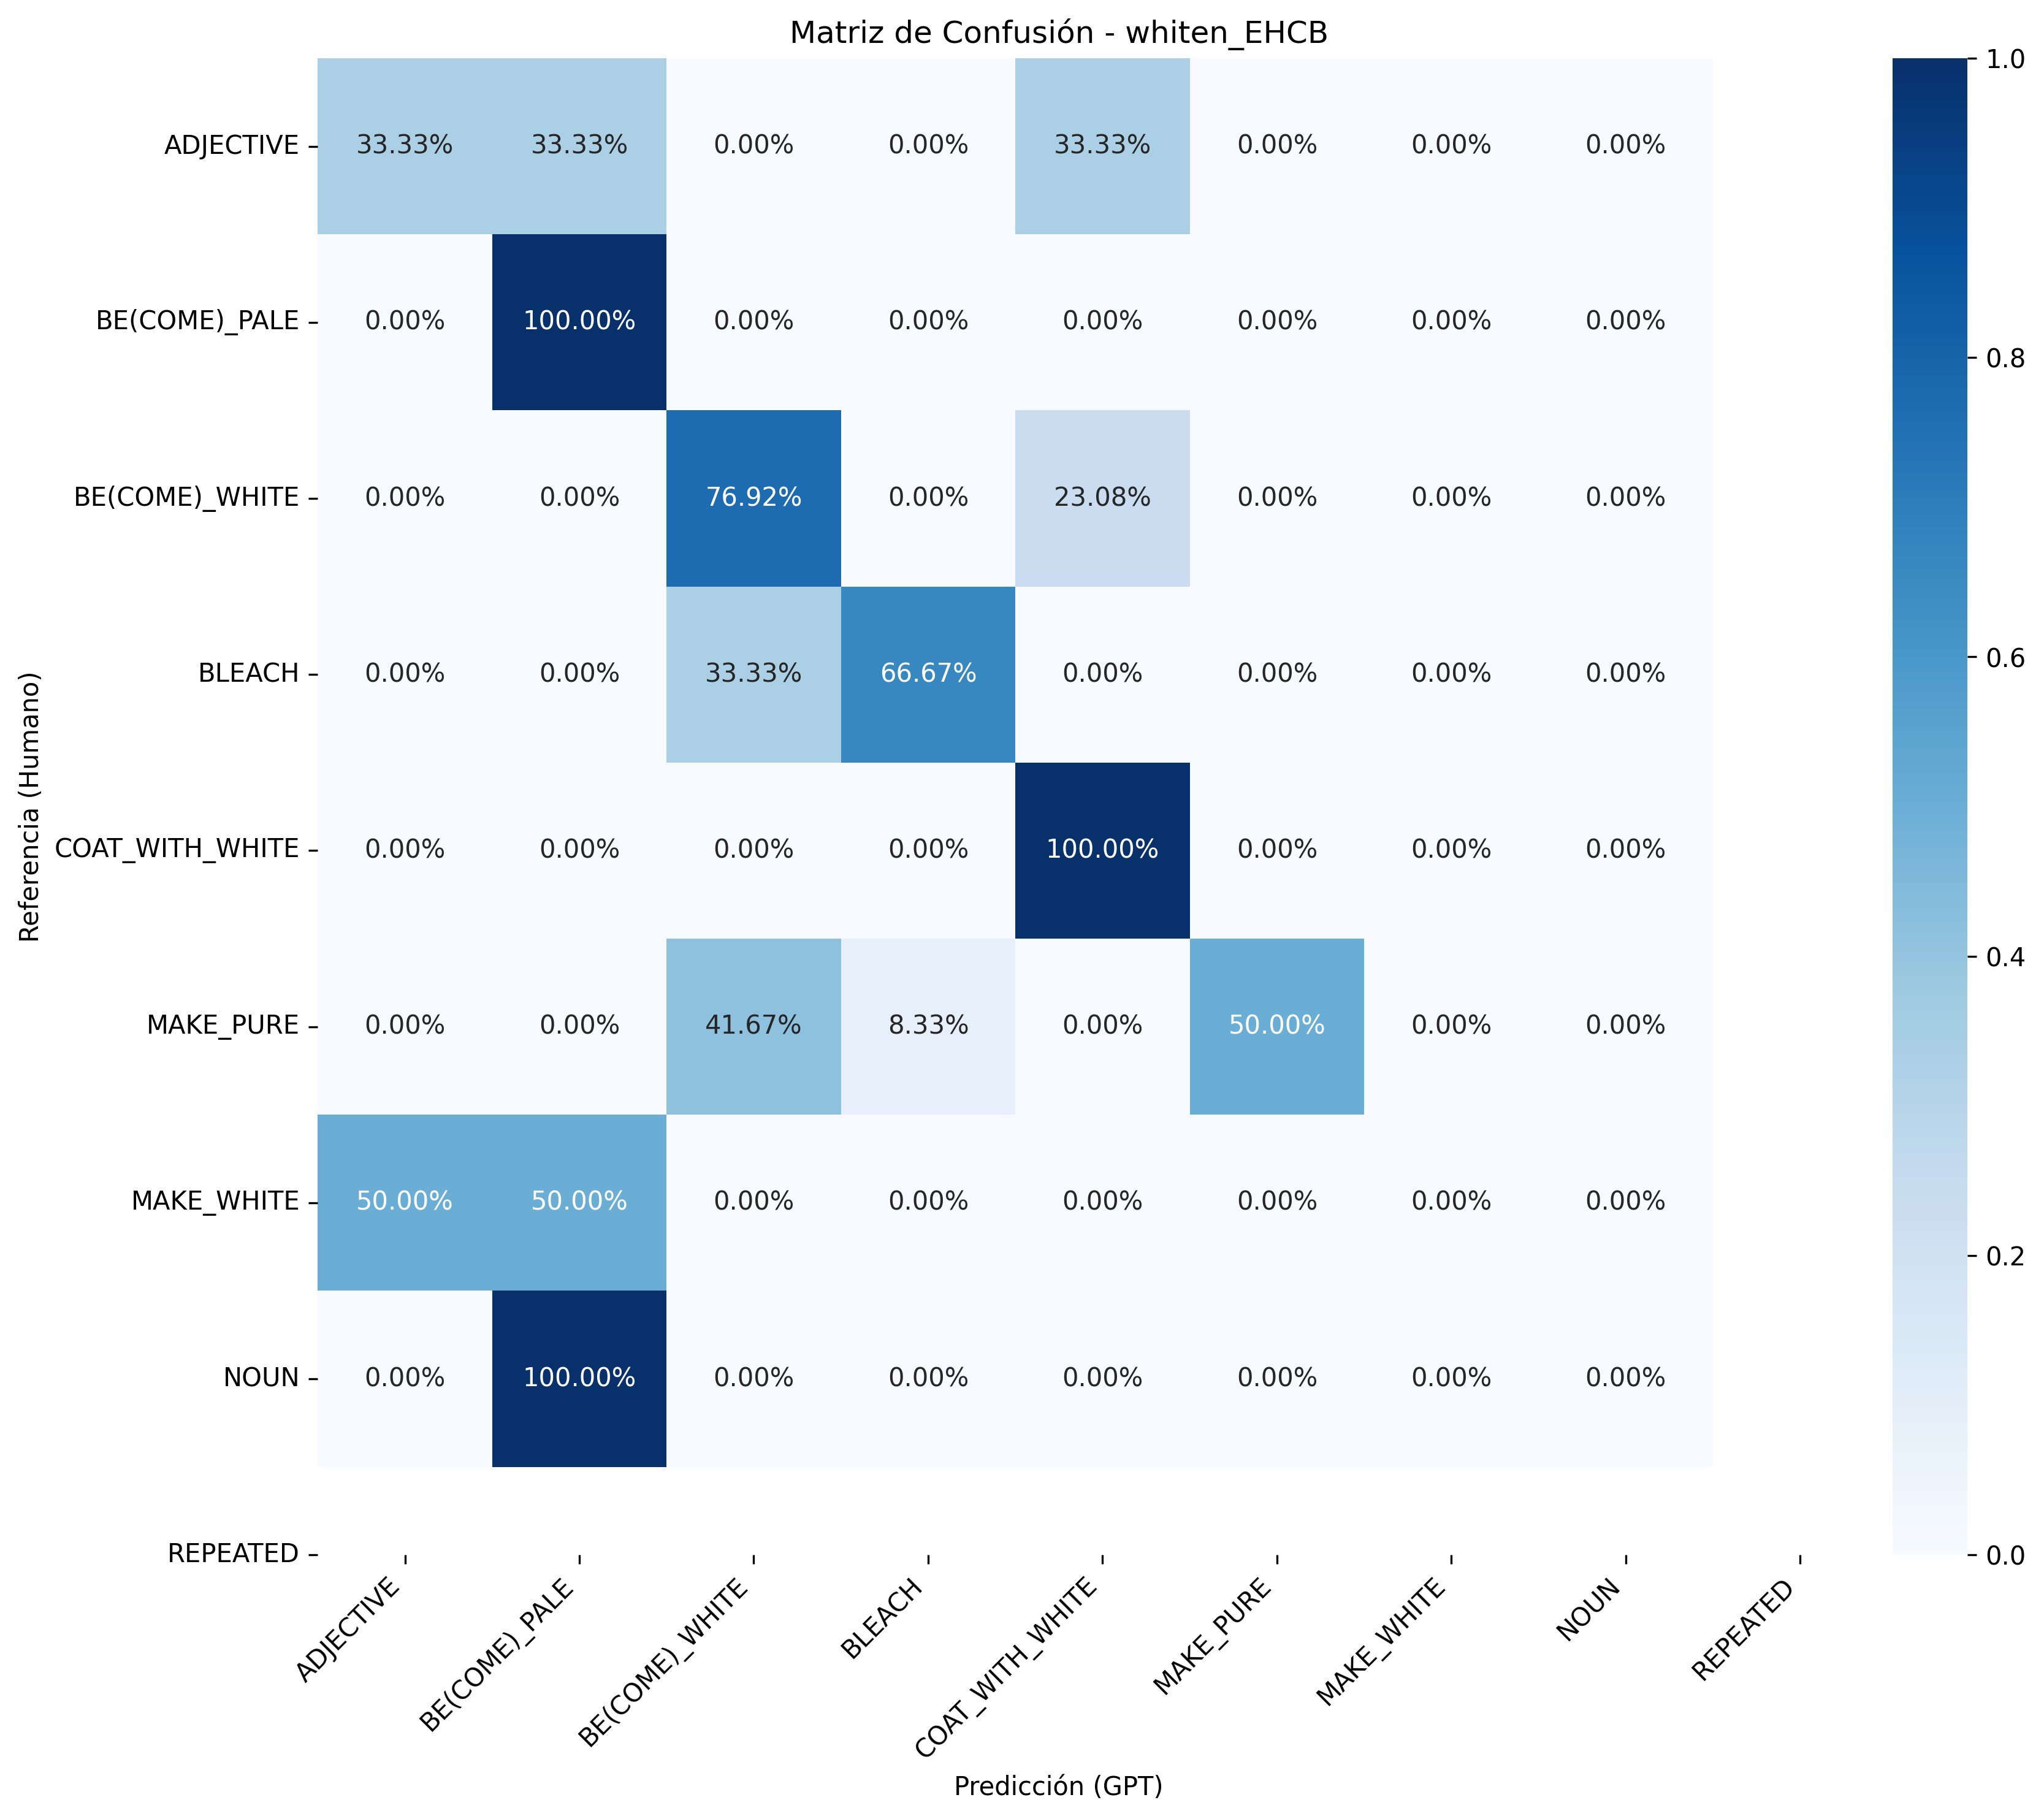 Matriz de Confusión - whiten_EHCB
ADJECTIVE 33.33% 33.33% 0.00% 0.00% 33.33% 0.00% 0.00% 0.00%
BE(COME)_PALE 0.00% 100.00% 0.00% 0.00% 0.00% 0.00% 0.00% 0.00%
BE(COME)_WHITE 0.00% 0.00% 76.92% 0.00% 23.08% 0.00% 0.00% 0.00%
BLEACH 0.00% 0.00% 33.33% 66.67% 0.00% 0.00% 0.00% 0.00%
COAT_WITH_WHITE 0.00% 0.00% 0.00% 0.00% 100.00% 0.00% 0.00% 0.00%
MAKE_PURE 0.00% 0.00% 41.67% 8.33% 0.00% 50.00% 0.00% 0.00%
MAKE_WHITE 50.00% 50.00% 0.00% 0.00% 0.00% 0.00% 0.00% 0.00%
NOUN 0.00% 100.00% 0.00% 0.00% 0.00% 0.00% 0.00% 0.00%
REPEATED
Referencia (Humano)
ADJECTIVE BE(COME)_PALE BE(COME)_WHITE BLEACH COAT_WITH_WHITE MAKE_PURE MAKE_WHITE NOUN REPEATED
Predicción (GPT)
1.0
0.8
0.6
0.4
0.2
0.0